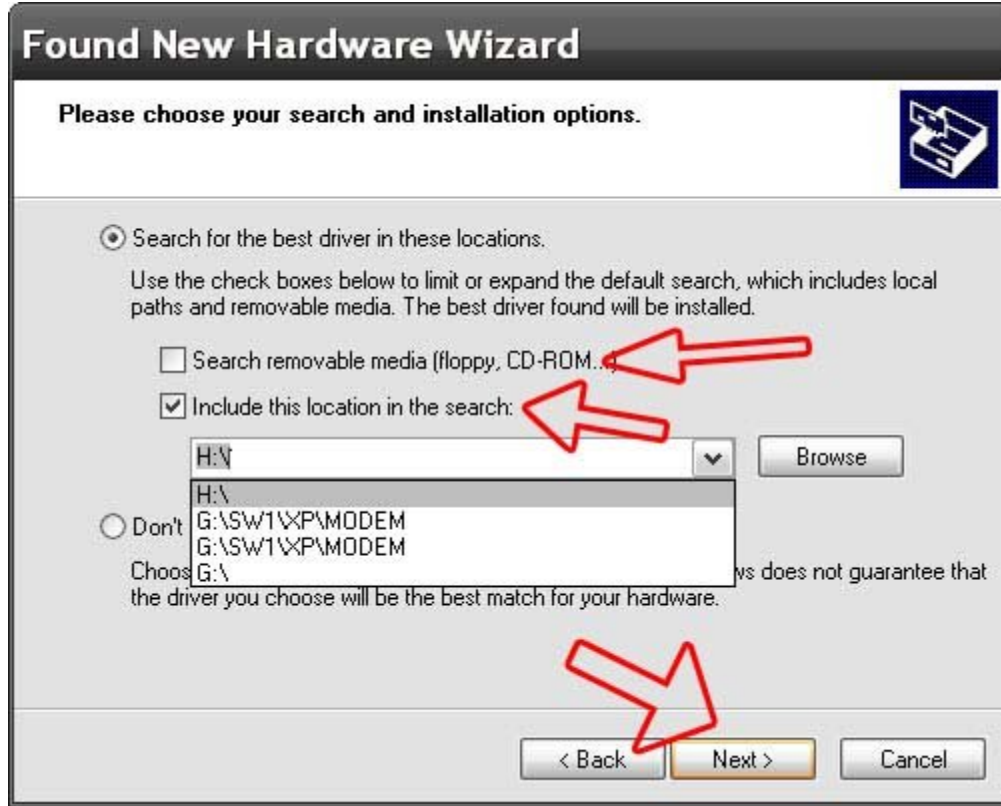 Found New Hardware Wizard
Please choose your search and installation options.
Search for the best driver in these locations.
Use the check boxes below to limit or expand the default search, which includes local
paths and removable media. The best driver found will be installed.
Search removable media (floppy, CD-ROM...)
Include this location in the search:
H:\
Browse
H:\
G:\SW1\XP\MODEM
G:\SW1\XP\MODEM
G:\
Don't
does not guarantee that
the driver you choose will be the best match for your hardware.
< Back
Next >
Cancel